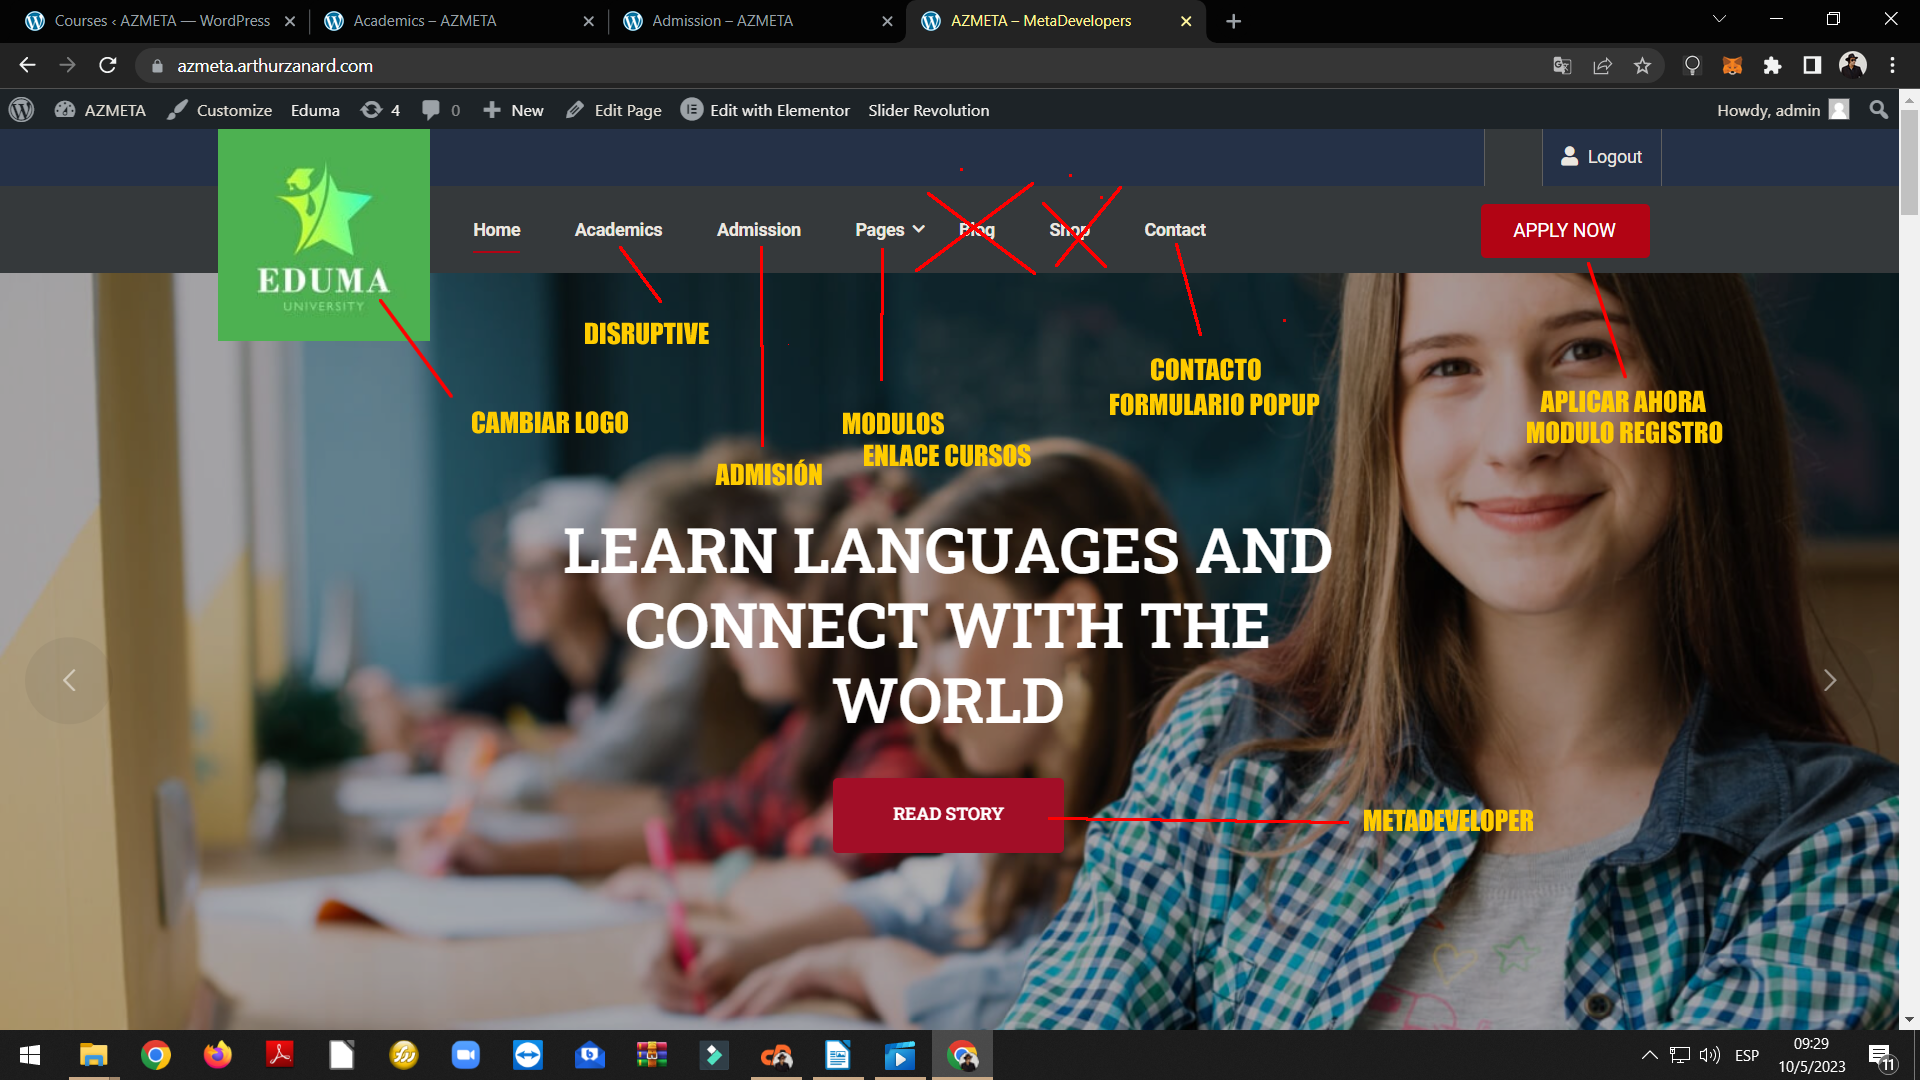 Courses ‹ AZMETA — WordPress
Academics – AZMETA
Admission – AZMETA
AZMETA – MetaDevelopers
azmeta.arthurzanard.com
AZMETA
Customize
Eduma
4
0
New
Edit Page
Edit with Elementor
Slider Revolution
Howdy, admin
Logout
EDUMA
UNIVERSITY
Home
Academics
Admission
Pages
Blog
Shop
Contact
APPLY NOW
DISRUPTIVE
CAMBIAR LOGO
ADMISIÓN
MODULOS
ENLACE CURSOS
CONTACTO
FORMULARIO POPUP
APLICAR AHORA
MODULO REGISTRO
LEARN LANGUAGES AND
CONNECT WITH THE
WORLD
READ STORY
METADEVELOPER
ESP
09:29
10/5/2023
11